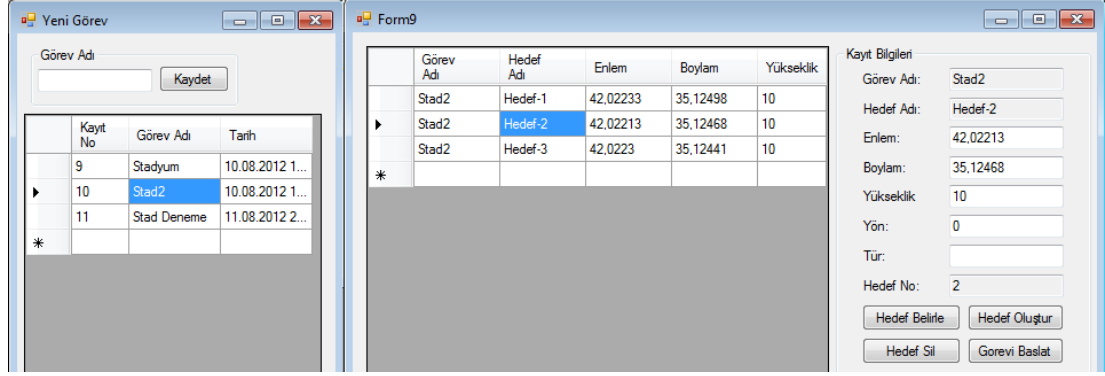 Yeni Görev
Görev Adı
Kaydet
Kayıt No Görev Adı Tarih
9 Stadyum 10.08.2012 1...
10 Stad2 10.08.2012 1...
11 Stad Deneme 11.08.2012 2...
Form9
Görev Adı Hedef Adı Enlem Boylam Yükseklik
Stad2 Hedef-1 42,02233 35,12498 10
Stad2 Hedef-2 42,02213 35,12468 10
Stad2 Hedef-3 42,0223 35,12441 10
Kayıt Bilgileri
Görev Adı: Stad2
Hedef Adı: Hedef-2
Enlem: 42,02213
Boylam: 35,12468
Yükseklik 10
Yön: 0
Tür:
Hedef No: 2
Hedef Belirle Hedef Oluştur
Hedef Sil Gorevi Baslat